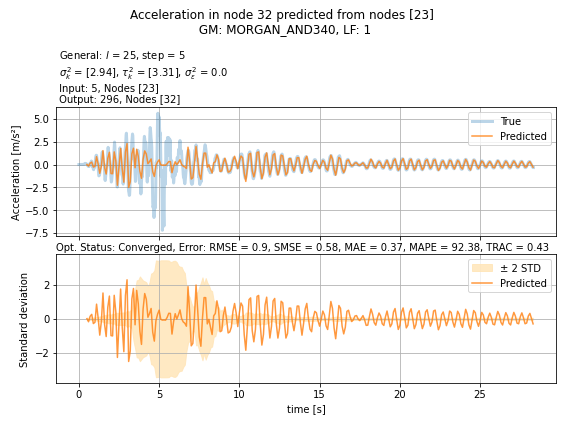 Acceleration in node 32 predicted from nodes [23]
GM: MORGAN_AND340, LF: 1
General: l = 25, step = 5
σ²ₖ = [2.94], τ²ₖ = [3.31], σ²ε = 0.0
Input: 5, Nodes [23]
Output: 296, Nodes [32]
Acceleration [m/s²]
5.0
2.5
0.0
−2.5
−5.0
−7.5
True
Predicted
Opt. Status: Converged, Error: RMSE = 0.9, SMSE = 0.58, MAE = 0.37, MAPE = 92.38, TRAC = 0.43
Standard deviation
2
0
−2
± 2 STD
Predicted
0 5 10 15 20 25
time [s]